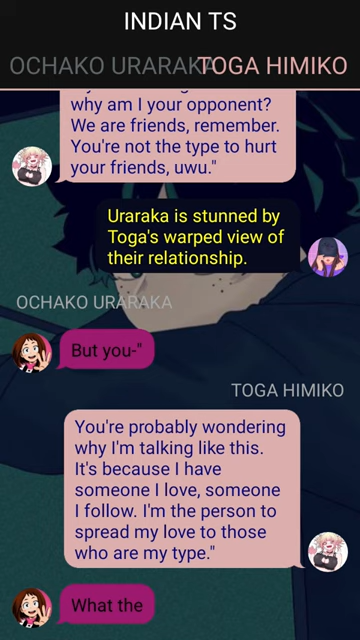 INDIAN TS
OCHAKO URARAKA
TOGA HIMIKO
why am I your opponent?
We are friends, remember.
You're not the type to hurt
your friends, uwu."
Uraraka is stunned by
Toga's warped view of
their relationship.
OCHAKO URARAKA
But you-"
TOGA HIMIKO
You're probably wondering
why I'm talking like this.
It's because I have
someone I love, someone
I follow. I'm the person to
spread my love to those
who are my type."
What the